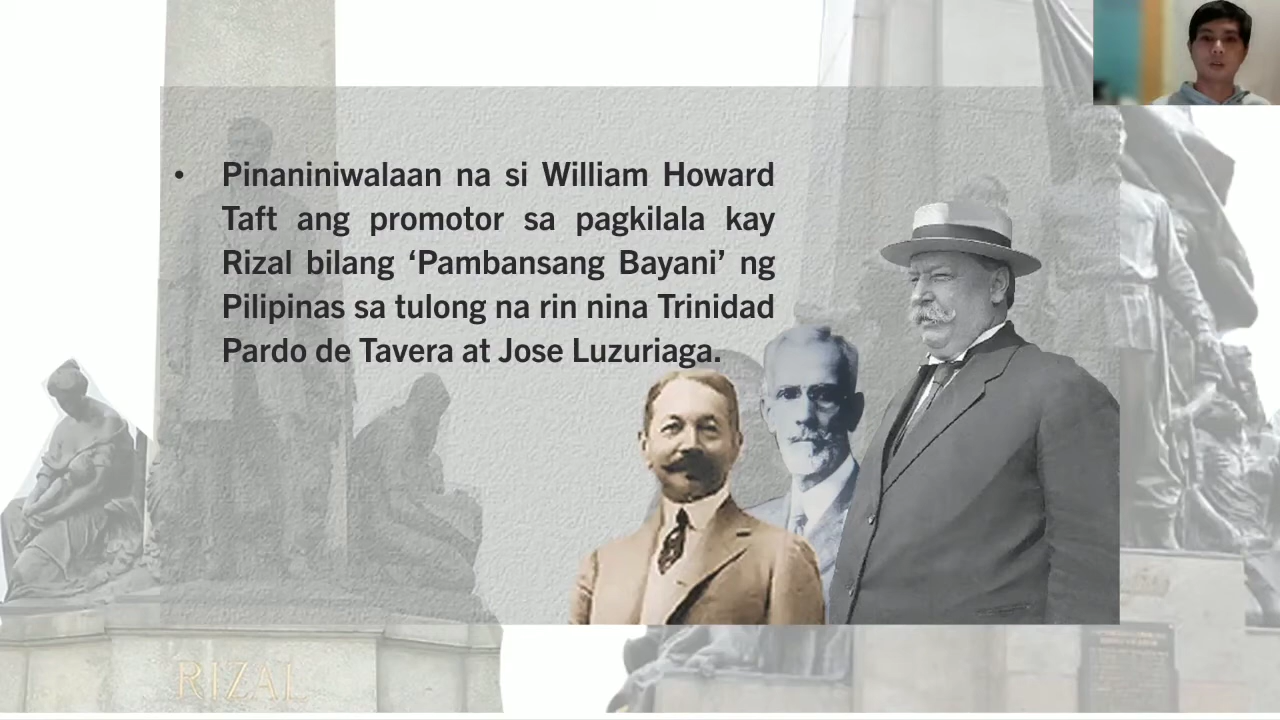 • Pinaniniwalaan na si William Howard
Taft ang promotor sa pagkilala kay
Rizal bilang ‘Pambansang Bayani’ ng
Pilipinas sa tulong na rin nina Trinidad
Pardo de Tavera at Jose Luzuriaga.
RIZAL